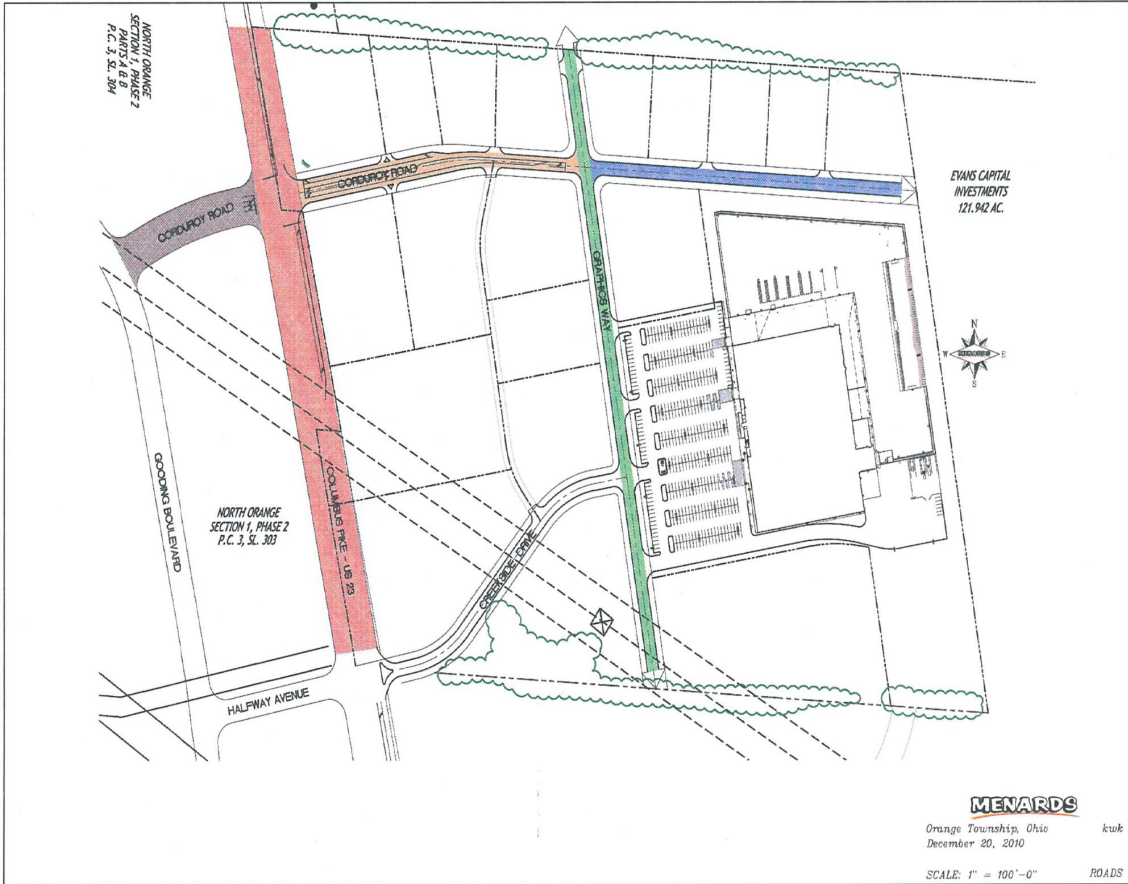 NORTH ORANGE
SECTION 1, PHASE 2
PARTS A & B
P.C. 3, SL. 304
CORDUROY ROAD
CORDUROY ROAD
EVANS CAPITAL
INVESTMENTS
121.942 AC.
GRAPHICS WAY
N
W MENARDS E
S
GOODING BOULEVARD
NORTH ORANGE
SECTION 1, PHASE 2
P.C. 3, SL. 303
COLUMBUS PIKE - US 23
CREEKSIDE DRIVE
HALFWAY AVENUE
MENARDS
Orange Township, Ohio kwk
December 20, 2010
SCALE: 1" = 100'-0" ROADS